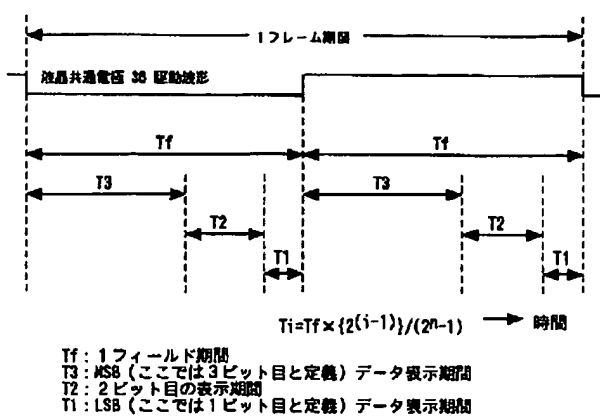 1フレーム期間
液晶共通電極 36 駆動波形
Tf Tf
T3 T3
T2 T2
T1 T1
Ti=Tf×{2^(i-1)}/(2^n-1) 時間
Tf:1フィールド期間
T3:MSB(ここでは3ビット目と定義)データ表示期間
T2:2ビット目の表示期間
T1:LSB(ここでは1ビット目と定義)データ表示期間